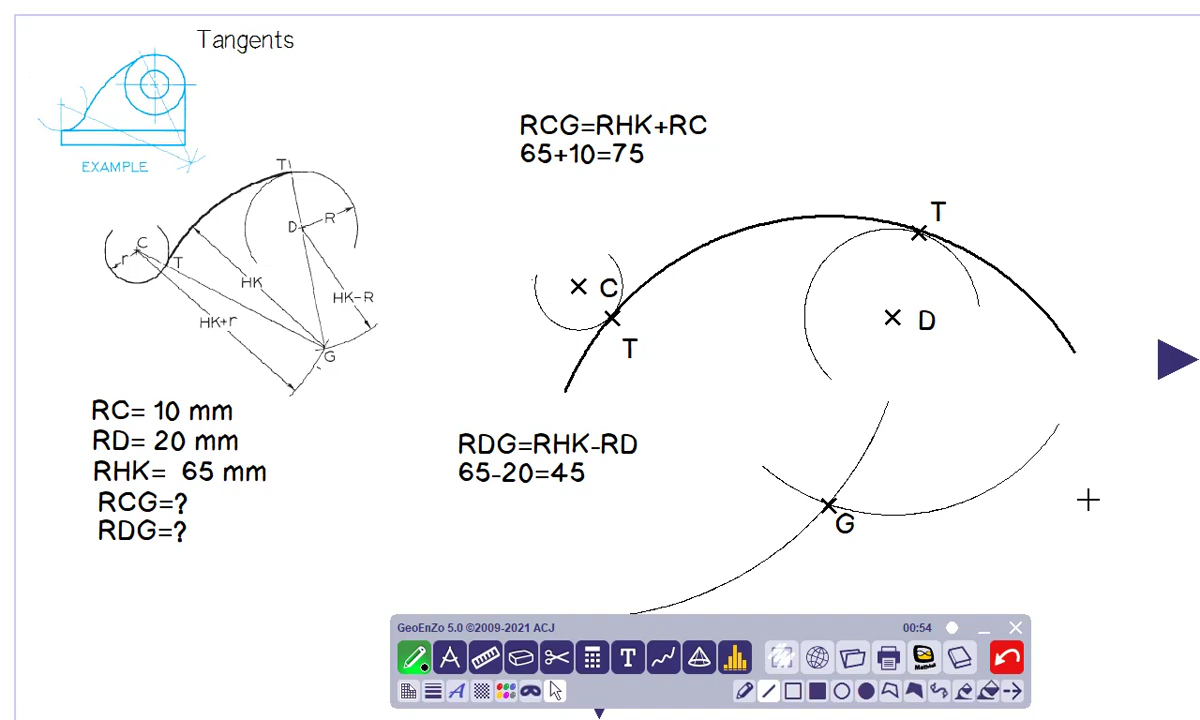 Tangents
EXAMPLE
T
C
r
T
D
R
HK
HK-R
HK+r
G
RC= 10 mm
RD= 20 mm
RHK= 65 mm
RCG=?
RDG=?
RCG=RHK+RC
65+10=75
T
C
T
D
RDG=RHK-RD
65-20=45
G
GeoEnZo 5.0 ©2009-2021 ACJ
00:54
T
A